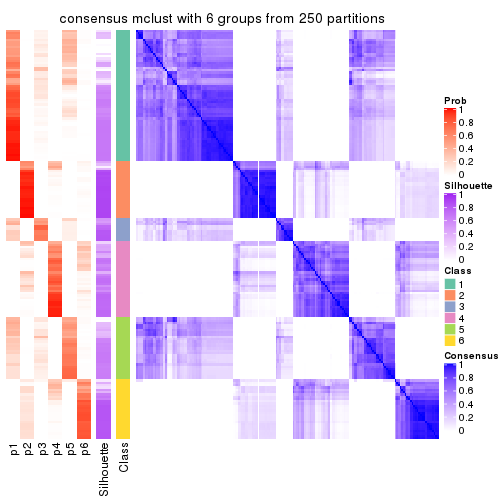 consensus mclust with 6 groups from 250 partitions
Prob
1
0.8
0.6
0.4
0.2
0
Silhouette
1
0.8
0.6
0.4
0.2
0
Class
1
2
3
4
5
6
Consensus
1
0.8
0.6
0.4
0.2
0
p1
p2
p3
p4
p5
p6
Silhouette
Class